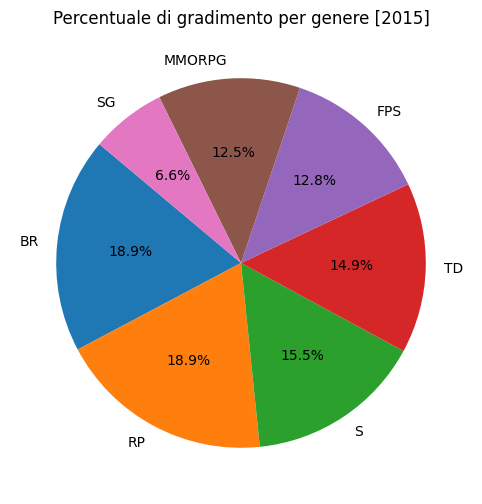 Percentuale di gradimento per genere [2015]
MMORPG
SG
FPS
12.5%
6.6%
12.8%
BR
18.9%
14.9%
TD
15.5%
18.9%
S
RP